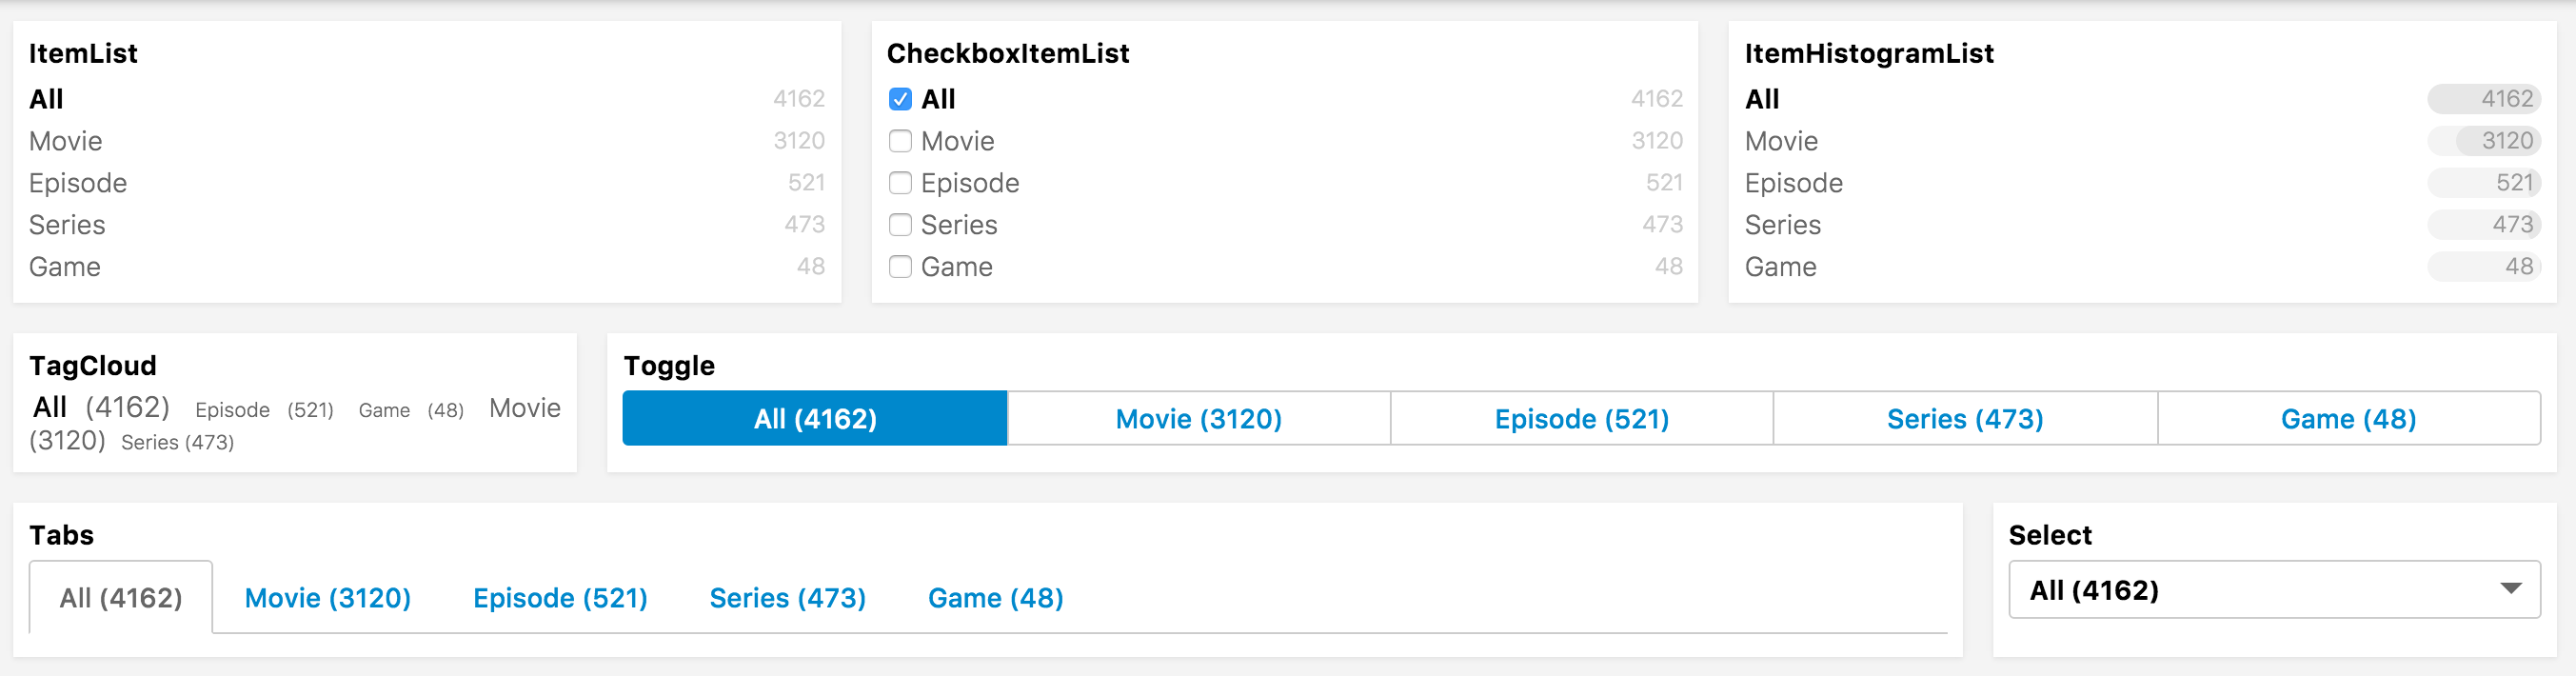 ItemList
All 4162
Movie 3120
Episode 521
Series 473
Game 48
CheckboxItemList
All 4162
Movie 3120
Episode 521
Series 473
Game 48
ItemHistogramList
All 4162
Movie 3120
Episode 521
Series 473
Game 48
TagCloud
All (4162) Episode (521) Game (48) Movie
(3120) Series (473)
Toggle
All (4162) Movie (3120) Episode (521) Series (473) Game (48)
Tabs
All (4162) Movie (3120) Episode (521) Series (473) Game (48)
Select
All (4162)